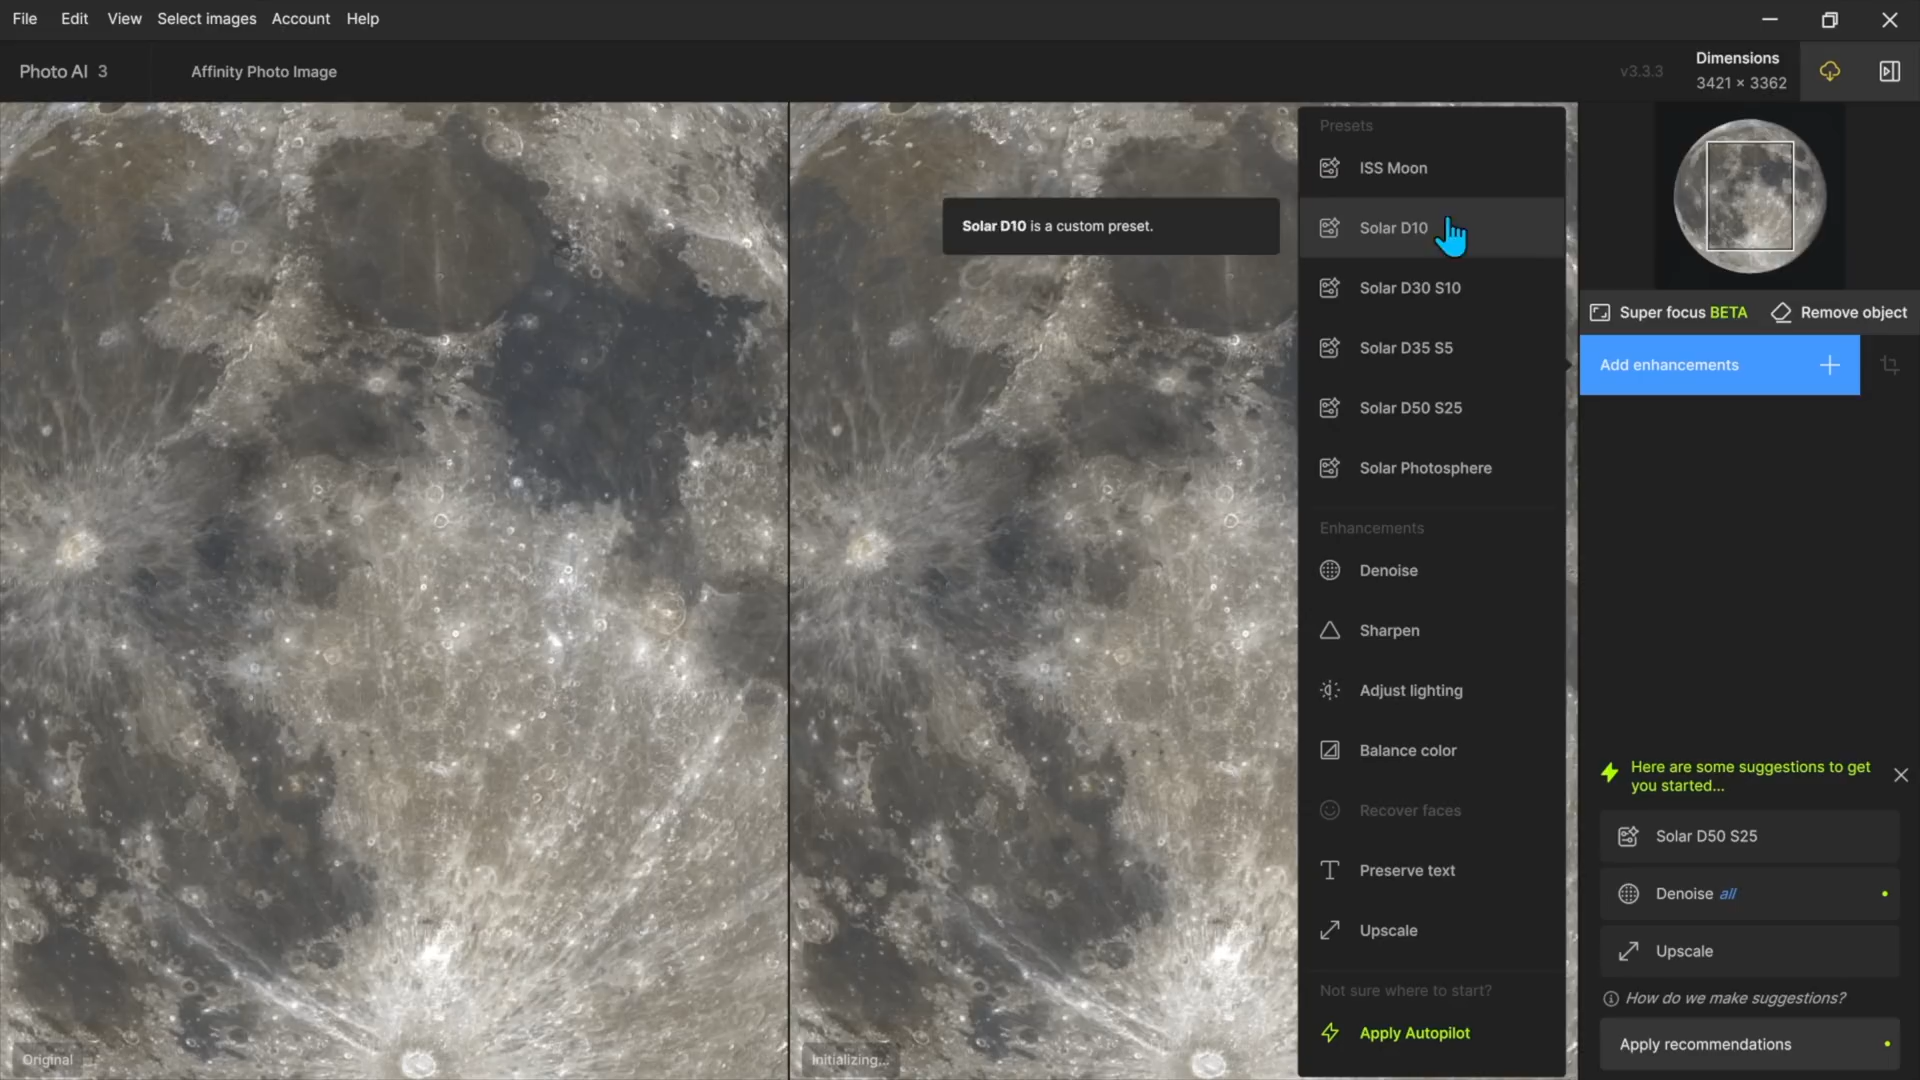 File Edit View Select images Account Help
Photo AI 3 Affinity Photo Image v3.3.3 Dimensions
3421 × 3362
Presets
ISS Moon
Solar D10
Solar D10 is a custom preset.
Solar D30 S10
Solar D35 S5
Solar D50 S25
Solar Photosphere
Enhancements
Denoise
Sharpen
Adjust lighting
Balance color
Recover faces
Preserve text
Upscale
Not sure where to start?
Apply Autopilot
Super focus BETA Remove object
Add enhancements
Here are some suggestions to get
you started...
Solar D50 S25
Denoise all
Upscale
How do we make suggestions?
Apply recommendations
Original
Initializing...